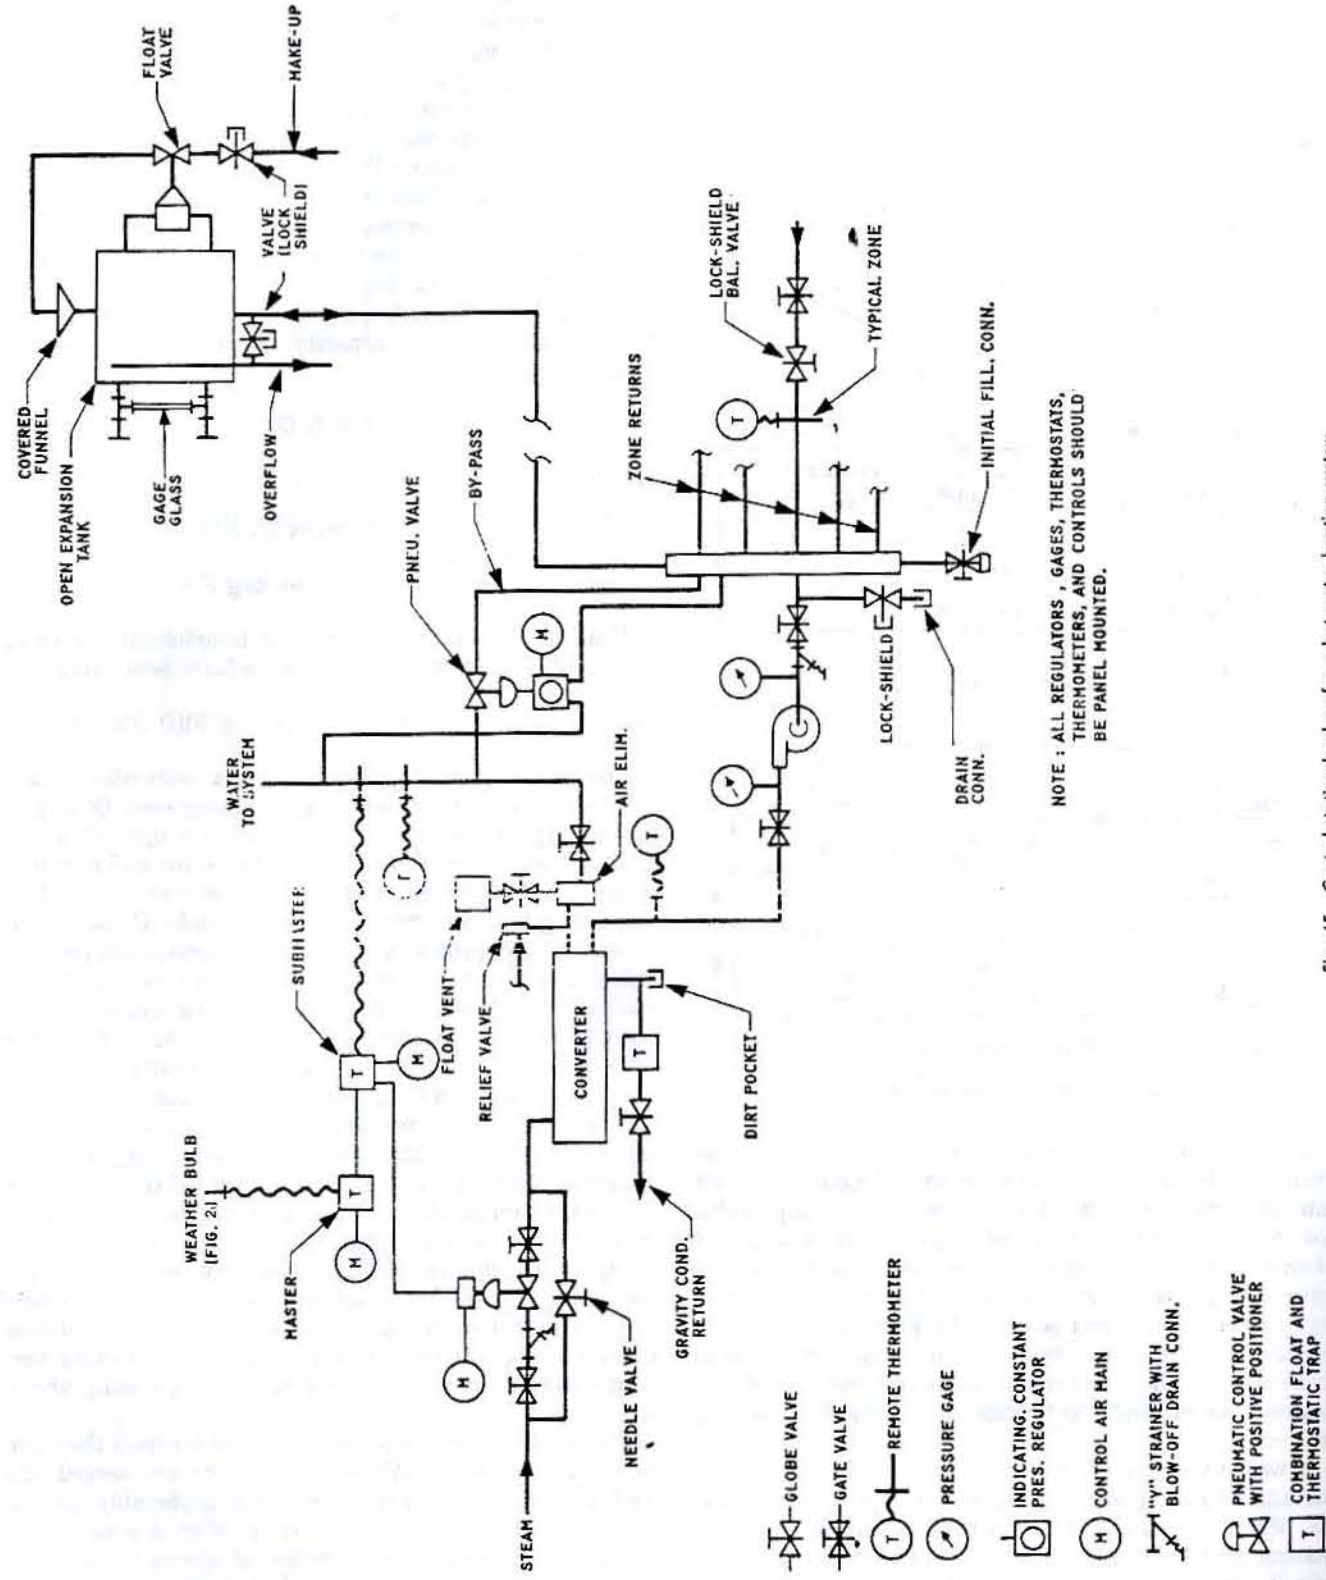 COVERED
FUNNEL
OPEN EXPANSION
TANK
GAGE
GLASS
OVERFLOW
VALVE
(LOCK
SHIELD)
FLOAT
VALVE
MAKE-UP
PNEU. VALVE
BY-PASS
M
WATER
TO SYSTEM
AIR ELIM.
T
FLOAT VENT
RELIEF VALVE
CONVERTER
T
DIRT POCKET
GRAVITY COND.
RETURN
WEATHER BULB
(FIG. 2)
MASTER
T
M
T
M
M
NEEDLE VALVE
STEAM
ZONE RETURNS
T
LOCK-SHIELD
BAL. VALVE
TYPICAL ZONE
INITIAL FILL. CONN.
LOCK-SHIELD
DRAIN
CONN.
NOTE : ALL REGULATORS , GAGES, THERMOSTATS,
THERMOMETERS, AND CONTROLS SHOULD
BE PANEL MOUNTED.
GLOBE VALVE
GATE VALVE
T
REMOTE THERMOMETER
PRESSURE GAGE
INDICATING, CONSTANT
PRES. REGULATOR
M
CONTROL AIR MAIN
"Y" STRAINER WITH
BLOW-OFF DRAIN CONN.
PNEUMATIC CONTROL VALVE
WITH POSITIVE POSITIONER
T
COMBINATION FLOAT AND
THERMOSTATIC TRAP